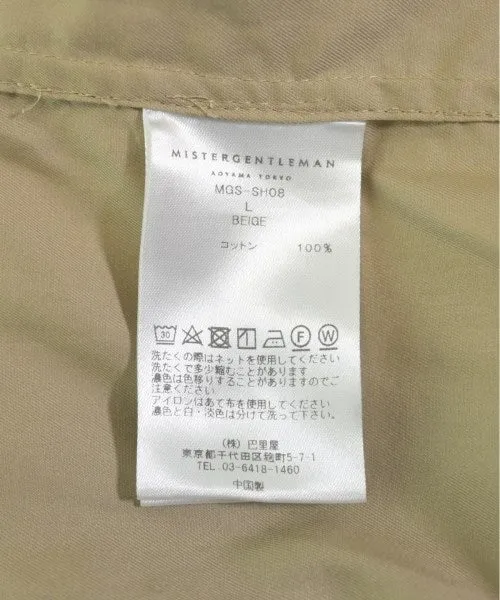 MISTERGENTLEMAN
AOYAMA TOKYO
MGS-SH08
L
BEIGE
コットン 100%
30 F W
洗たくの際はネットを使用してください
洗たくで多少縮むことがあります
濃色は色移りすることがありますのでご
注意ください
アイロンはあて布を使用してください
濃色と白・淡色は分けて洗って下さい。
(株) 巴里屋
東京都千代田区麹町5-7-1
TEL.03-6418-1460
中国製